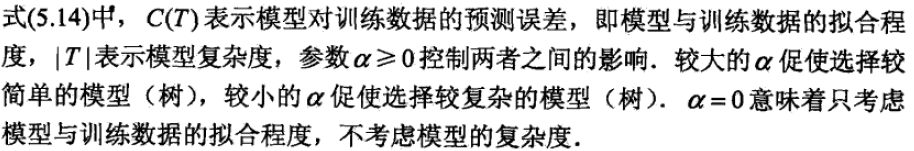 式(5.14)中，C(T)表示模型对训练数据的预测误差，即模型与训练数据的拟合程
度，|T|表示模型复杂度，参数α≥0控制两者之间的影响．较大的α促使选择较
简单的模型（树），较小的α促使选择较复杂的模型（树）．α=0意味着只考虑
模型与训练数据的拟合程度，不考虑模型的复杂度．